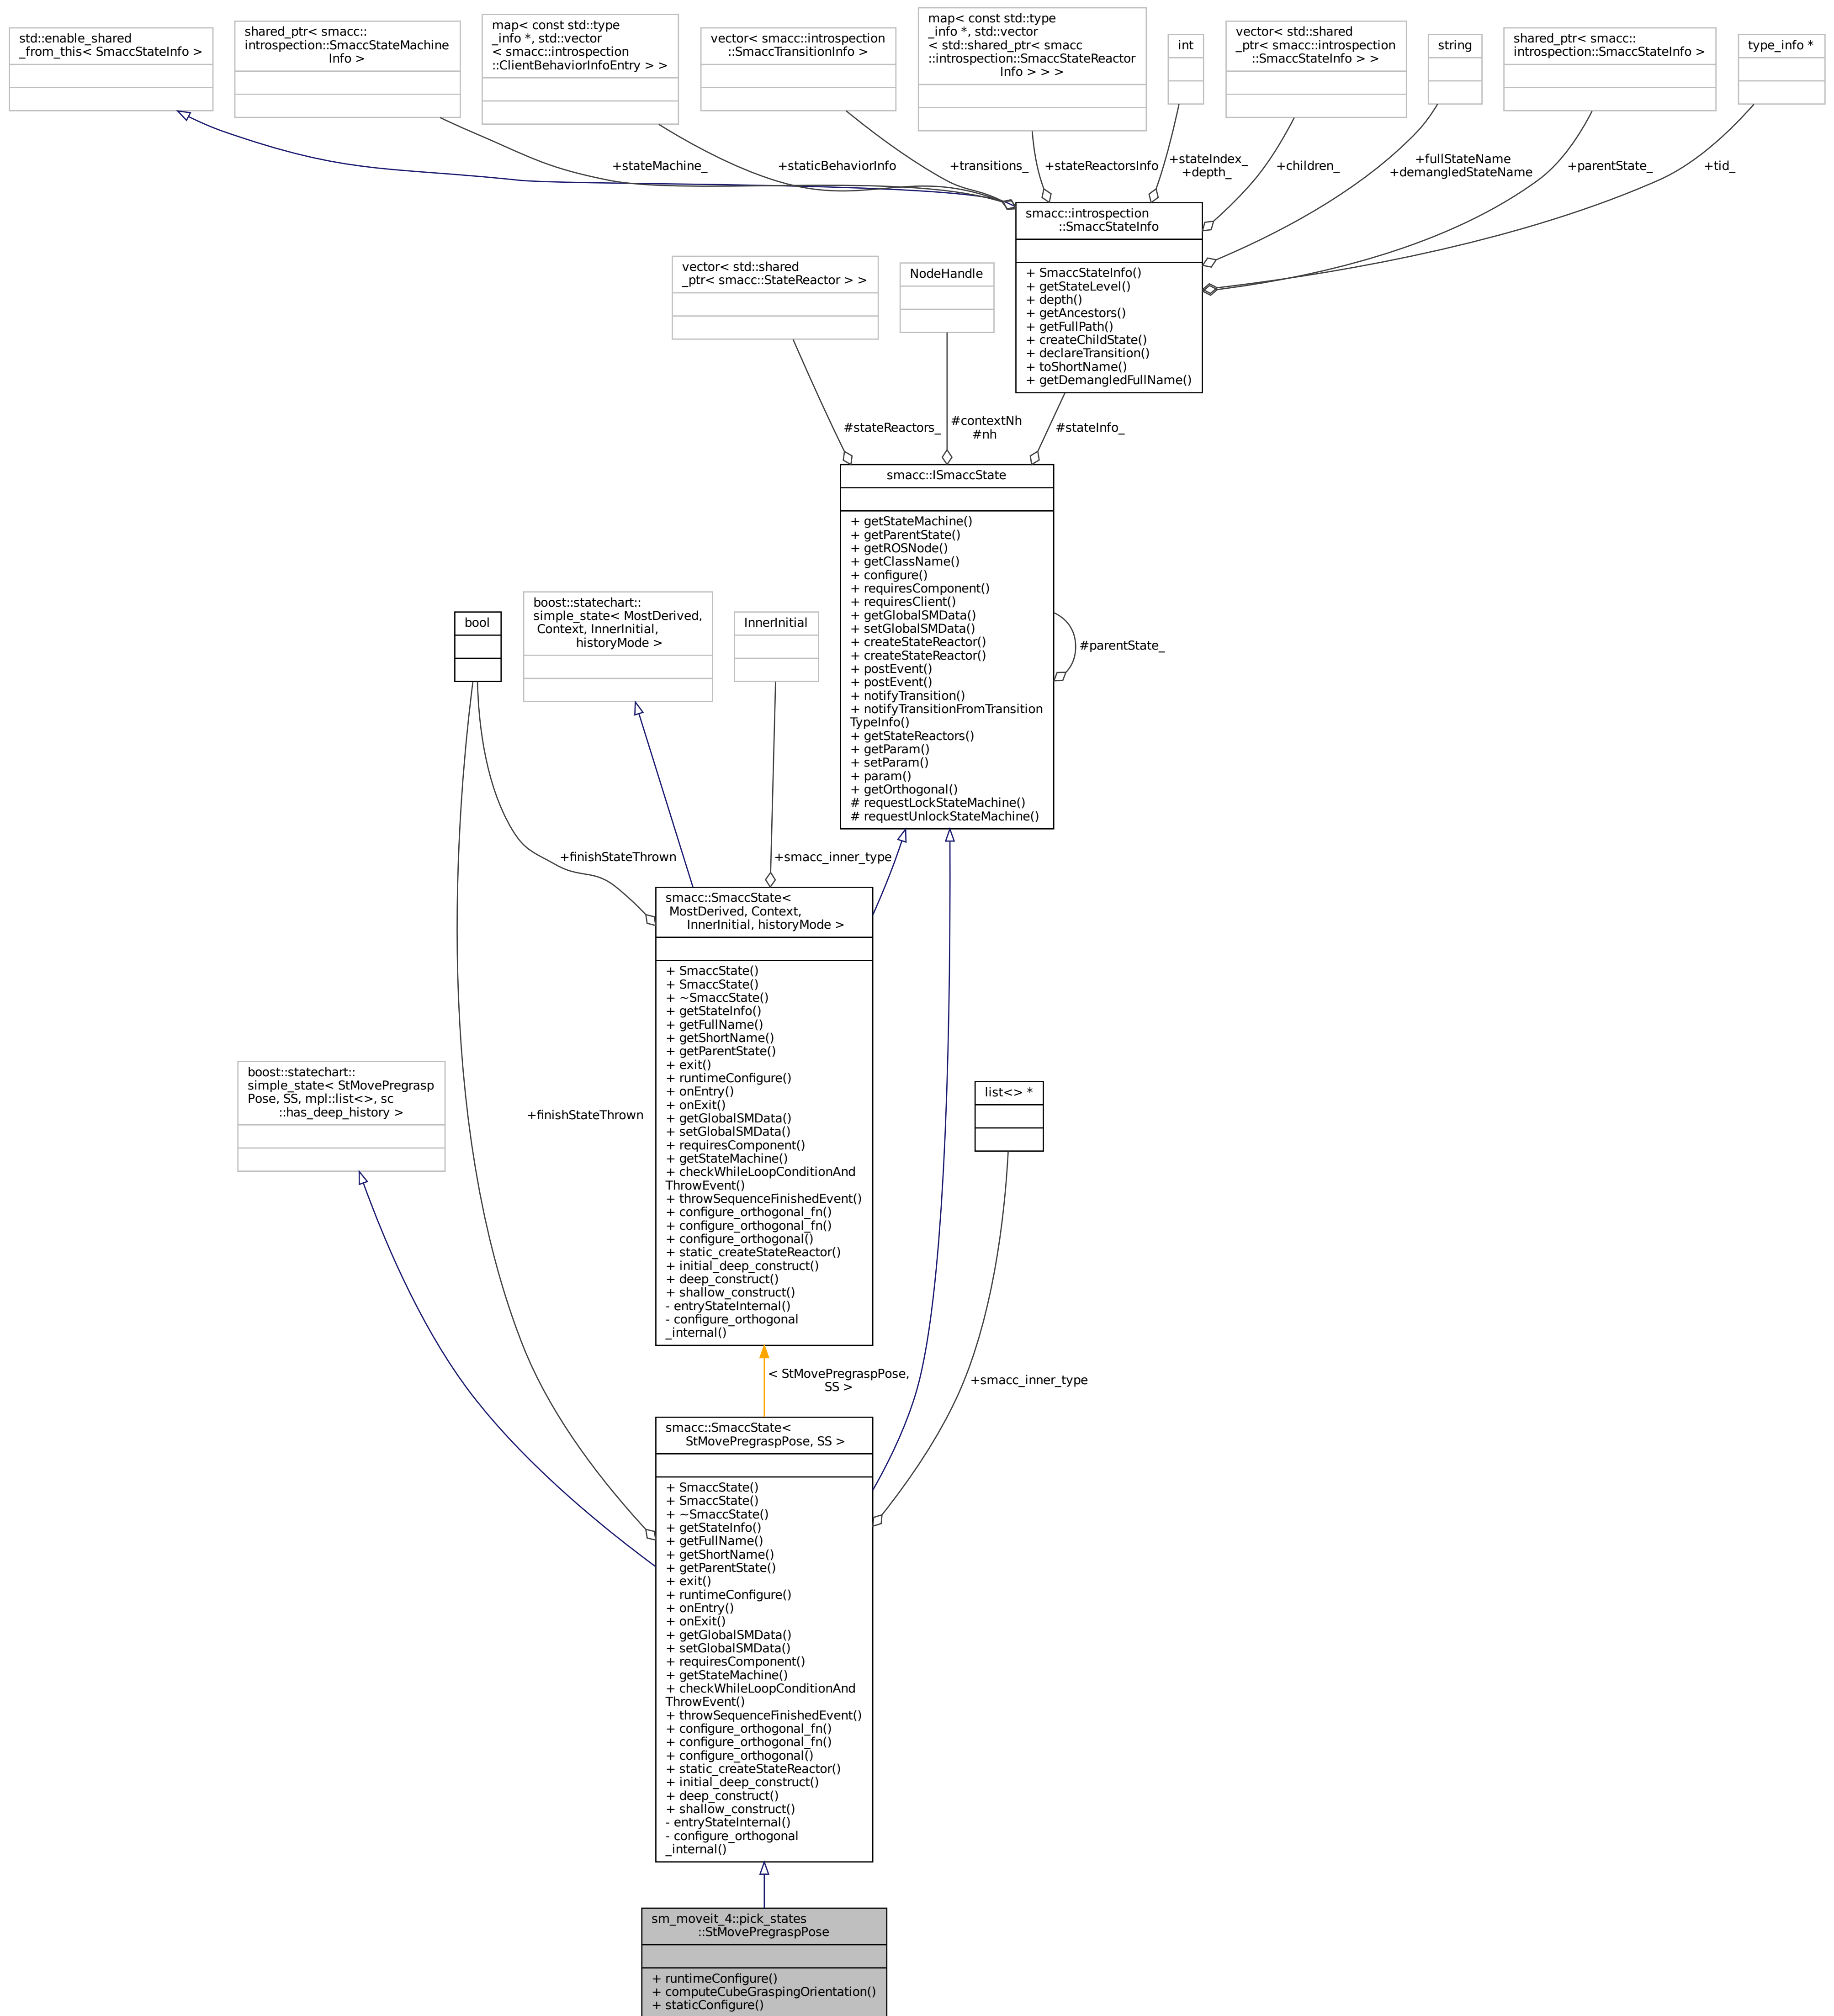 std::enable_shared
_from_this< SmaccStateInfo >
shared_ptr< smacc::
introspection::SmaccStateMachine
Info >
map< const std::type
_info *, std::vector
< smacc::introspection
::ClientBehaviorInfoEntry > >
vector< smacc::introspection
::SmaccTransitionInfo >
map< const std::type
_info *, std::vector
< std::shared_ptr< smacc
::introspection::SmaccStateReactor
Info > > >
int
vector< std::shared
_ptr< smacc::introspection
::SmaccStateInfo > >
string
shared_ptr< smacc::
introspection::SmaccStateInfo >
type_info *
+stateMachine_
+staticBehaviorInfo
+transitions_
+stateReactorsInfo
+stateIndex_
+depth_
+children_
+fullStateName
+demangledStateName
+parentState_
+tid_
smacc::introspection
::SmaccStateInfo
+ SmaccStateInfo()
+ getStateLevel()
+ depth()
+ getAncestors()
+ getFullPath()
+ createChildState()
+ declareTransition()
+ toShortName()
+ getDemangledFullName()
vector< std::shared
_ptr< smacc::StateReactor > >
NodeHandle
#stateReactors_
#contextNh
#nh
#stateInfo_
smacc::ISmaccState
+ getStateMachine()
+ getParentState()
+ getROSNode()
+ getClassName()
+ configure()
+ requiresComponent()
+ requiresClient()
+ getGlobalSMData()
+ setGlobalSMData()
+ createStateReactor()
+ createStateReactor()
+ postEvent()
+ postEvent()
+ notifyTransition()
+ notifyTransitionFromTransition
TypeInfo()
+ getStateReactors()
+ getParam()
+ setParam()
+ param()
+ getOrthogonal()
# requestLockStateMachine()
# requestUnlockStateMachine()
#parentState_
bool
boost::statechart::
simple_state< MostDerived,
Context, InnerInitial,
historyMode >
InnerInitial
+finishStateThrown
+smacc_inner_type
smacc::SmaccState<
MostDerived, Context,
InnerInitial, historyMode >
+ SmaccState()
+ SmaccState()
+ ~SmaccState()
+ getStateInfo()
+ getFullName()
+ getShortName()
+ getParentState()
+ exit()
+ runtimeConfigure()
+ onEntry()
+ onExit()
+ getGlobalSMData()
+ setGlobalSMData()
+ requiresComponent()
+ getStateMachine()
+ checkWhileLoopConditionAnd
ThrowEvent()
+ throwSequenceFinishedEvent()
+ configure_orthogonal_fn()
+ configure_orthogonal_fn()
+ configure_orthogonal()
+ static_createStateReactor()
+ initial_deep_construct()
+ deep_construct()
+ shallow_construct()
- entryStateInternal()
- configure_orthogonal
_internal()
boost::statechart::
simple_state< StMovePregrasp
Pose, SS, mpl::list<>, sc
::has_deep_history >
+finishStateThrown
list<> *
< StMovePregraspPose,
SS >
+smacc_inner_type
smacc::SmaccState<
StMovePregraspPose, SS >
+ SmaccState()
+ SmaccState()
+ ~SmaccState()
+ getStateInfo()
+ getFullName()
+ getShortName()
+ getParentState()
+ exit()
+ runtimeConfigure()
+ onEntry()
+ onExit()
+ getGlobalSMData()
+ setGlobalSMData()
+ requiresComponent()
+ getStateMachine()
+ checkWhileLoopConditionAnd
ThrowEvent()
+ throwSequenceFinishedEvent()
+ configure_orthogonal_fn()
+ configure_orthogonal_fn()
+ configure_orthogonal()
+ static_createStateReactor()
+ initial_deep_construct()
+ deep_construct()
+ shallow_construct()
- entryStateInternal()
- configure_orthogonal
_internal()
sm_moveit_4::pick_states
::StMovePregraspPose
+ runtimeConfigure()
+ computeCubeGraspingOrientation()
+ staticConfigure()